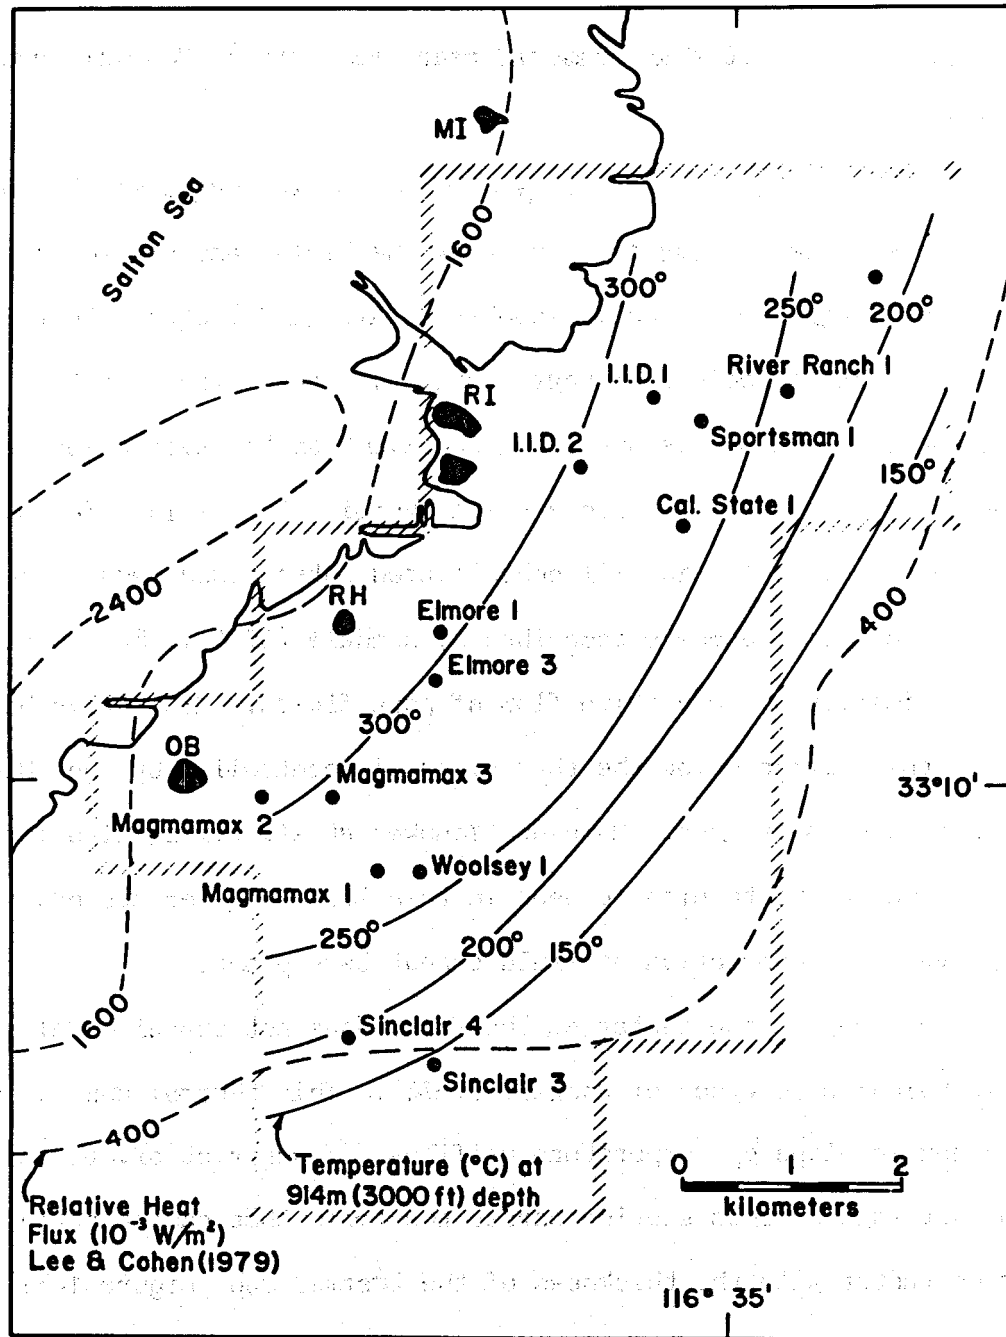 MI
Salton Sea
1600
300°
250°
200°
River Ranch 1
I.I.D. 1
RI
Sportsman 1
I.I.D. 2
150°
Cal. State 1
2400
RH
Elmore 1
400
Elmore 3
300°
OB
Magmamax 3
33°10'
Magmamax 2
Woolsey 1
Magmamax 1
250°
200°
150°
1600
Sinclair 4
Sinclair 3
400
Temperature (°C) at
914m (3000 ft) depth
0 1 2
kilometers
Relative Heat
Flux (10⁻³ W/m²)
Lee & Cohen (1979)
116° 35'